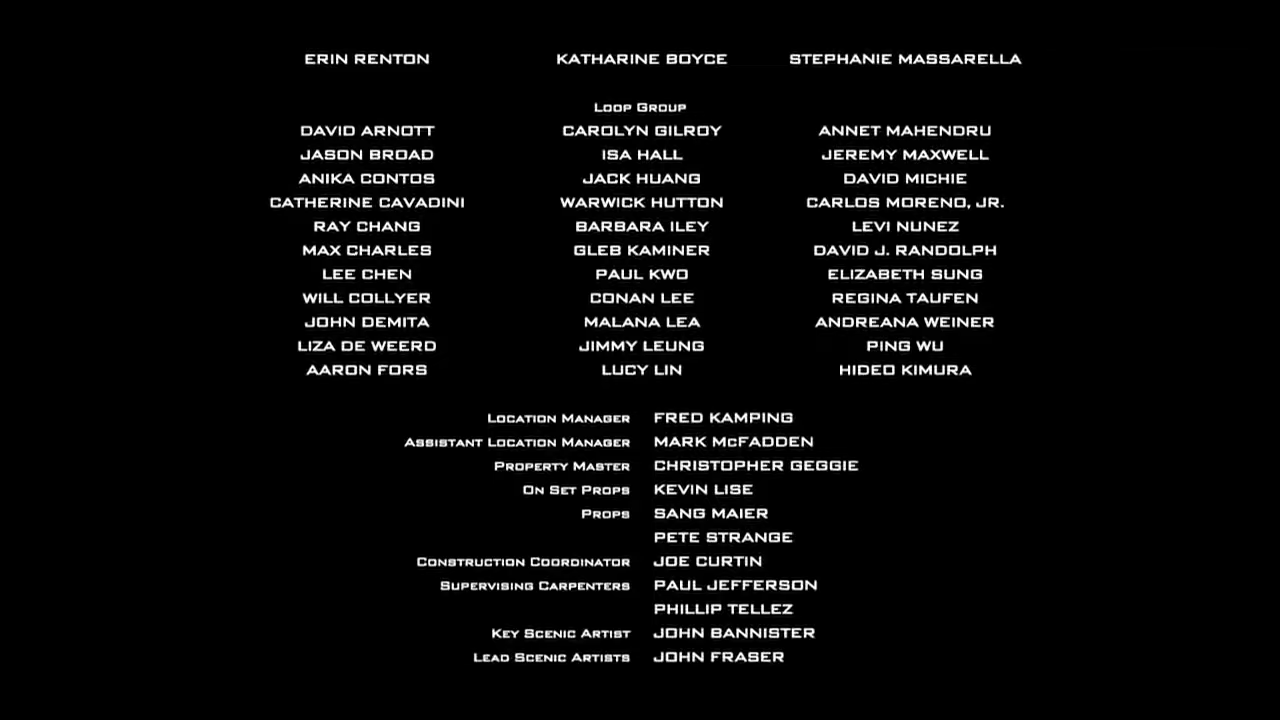 ERIN RENTON KATHARINE BOYCE STEPHANIE MASSARELLA
Loop Group
DAVID ARNOTT CAROLYN GILROY ANNET MAHENDRU
JASON BROAD ISA HALL JEREMY MAXWELL
ANIKA CONTOS JACK HUANG DAVID MICHIE
CATHERINE CAVADINI WARWICK HUTTON CARLOS MORENO, JR.
RAY CHANG BARBARA ILEY LEVI NUNEZ
MAX CHARLES GLEB KAMINER DAVID J. RANDOLPH
LEE CHEN PAUL KWO ELIZABETH SUNG
WILL COLLYER CONAN LEE REGINA TAUFEN
JOHN DEMITA MALANA LEA ANDREANA WEINER
LIZA DE WEERD JIMMY LEUNG PING WU
AARON FORS LUCY LIN HIDEO KIMURA
Location Manager FRED KAMPING
Assistant Location Manager MARK McFADDEN
Property Master CHRISTOPHER GEGGIE
On Set Props KEVIN LISE
Props SANG MAIER
PETE STRANGE
Construction Coordinator JOE CURTIN
Supervising Carpenters PAUL JEFFERSON
PHILLIP TELLEZ
Key Scenic Artist JOHN BANNISTER
Lead Scenic Artists JOHN FRASER